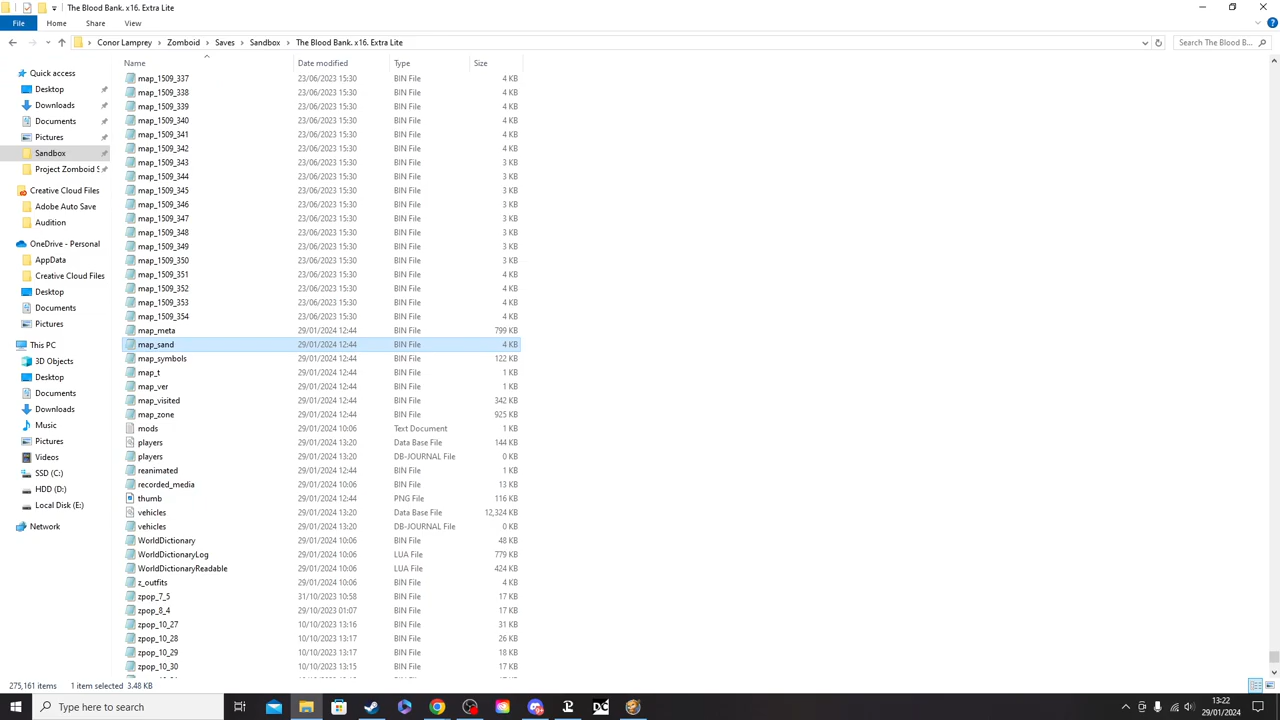 The Blood Bank. x16. Extra Lite
File Home Share View
Conor Lamprey Zomboid Saves Sandbox The Blood Bank. x16. Extra Lite
Search The Blood B...
Quick access
Desktop
Downloads
Documents
Pictures
Sandbox
Project Zomboid S
Creative Cloud Files
Adobe Auto Save
Audition
OneDrive - Personal
AppData
Creative Cloud Files
Desktop
Documents
Pictures
This PC
3D Objects
Desktop
Documents
Downloads
Music
Pictures
Videos
SSD (C:)
HDD (D:)
Local Disk (E:)
Network
Name Date modified Type Size
map_1509_337 23/06/2023 15:30 BIN File 4 KB
map_1509_338 23/06/2023 15:30 BIN File 4 KB
map_1509_339 23/06/2023 15:30 BIN File 4 KB
map_1509_340 23/06/2023 15:30 BIN File 4 KB
map_1509_341 23/06/2023 15:30 BIN File 4 KB
map_1509_342 23/06/2023 15:30 BIN File 4 KB
map_1509_343 23/06/2023 15:30 BIN File 3 KB
map_1509_344 23/06/2023 15:30 BIN File 3 KB
map_1509_345 23/06/2023 15:30 BIN File 3 KB
map_1509_346 23/06/2023 15:30 BIN File 3 KB
map_1509_347 23/06/2023 15:30 BIN File 3 KB
map_1509_348 23/06/2023 15:30 BIN File 3 KB
map_1509_349 23/06/2023 15:30 BIN File 3 KB
map_1509_350 23/06/2023 15:30 BIN File 3 KB
map_1509_351 23/06/2023 15:30 BIN File 4 KB
map_1509_352 23/06/2023 15:30 BIN File 4 KB
map_1509_353 23/06/2023 15:30 BIN File 4 KB
map_1509_354 23/06/2023 15:30 BIN File 4 KB
map_meta 29/01/2024 12:44 BIN File 799 KB
map_sand 29/01/2024 12:44 BIN File 4 KB
map_symbols 29/01/2024 12:44 BIN File 122 KB
map_t 29/01/2024 12:44 BIN File 1 KB
map_ver 29/01/2024 12:44 BIN File 1 KB
map_visited 29/01/2024 12:44 BIN File 342 KB
map_zone 29/01/2024 12:44 BIN File 925 KB
mods 29/01/2024 10:06 Text Document 1 KB
players 29/01/2024 13:20 Data Base File 144 KB
players 29/01/2024 13:20 DB-JOURNAL File 0 KB
reanimated 29/01/2024 12:44 BIN File 1 KB
recorded_media 29/01/2024 10:06 BIN File 13 KB
thumb 29/01/2024 12:44 PNG File 116 KB
vehicles 29/01/2024 13:20 Data Base File 12,324 KB
vehicles 29/01/2024 13:20 DB-JOURNAL File 0 KB
WorldDictionary 29/01/2024 10:06 BIN File 48 KB
WorldDictionaryLog 29/01/2024 10:06 LUA File 779 KB
WorldDictionaryReadable 29/01/2024 10:06 LUA File 424 KB
z_outfits 29/01/2024 10:06 BIN File 4 KB
zpop_7_5 31/10/2023 10:58 BIN File 17 KB
zpop_8_4 29/10/2023 01:07 BIN File 17 KB
zpop_10_27 10/10/2023 13:16 BIN File 31 KB
zpop_10_28 10/10/2023 13:17 BIN File 26 KB
zpop_10_29 10/10/2023 13:17 BIN File 18 KB
zpop_10_30 10/10/2023 13:15 BIN File 17 KB
275,161 items 1 item selected 3.48 KB
Type here to search
13:22
29/01/2024